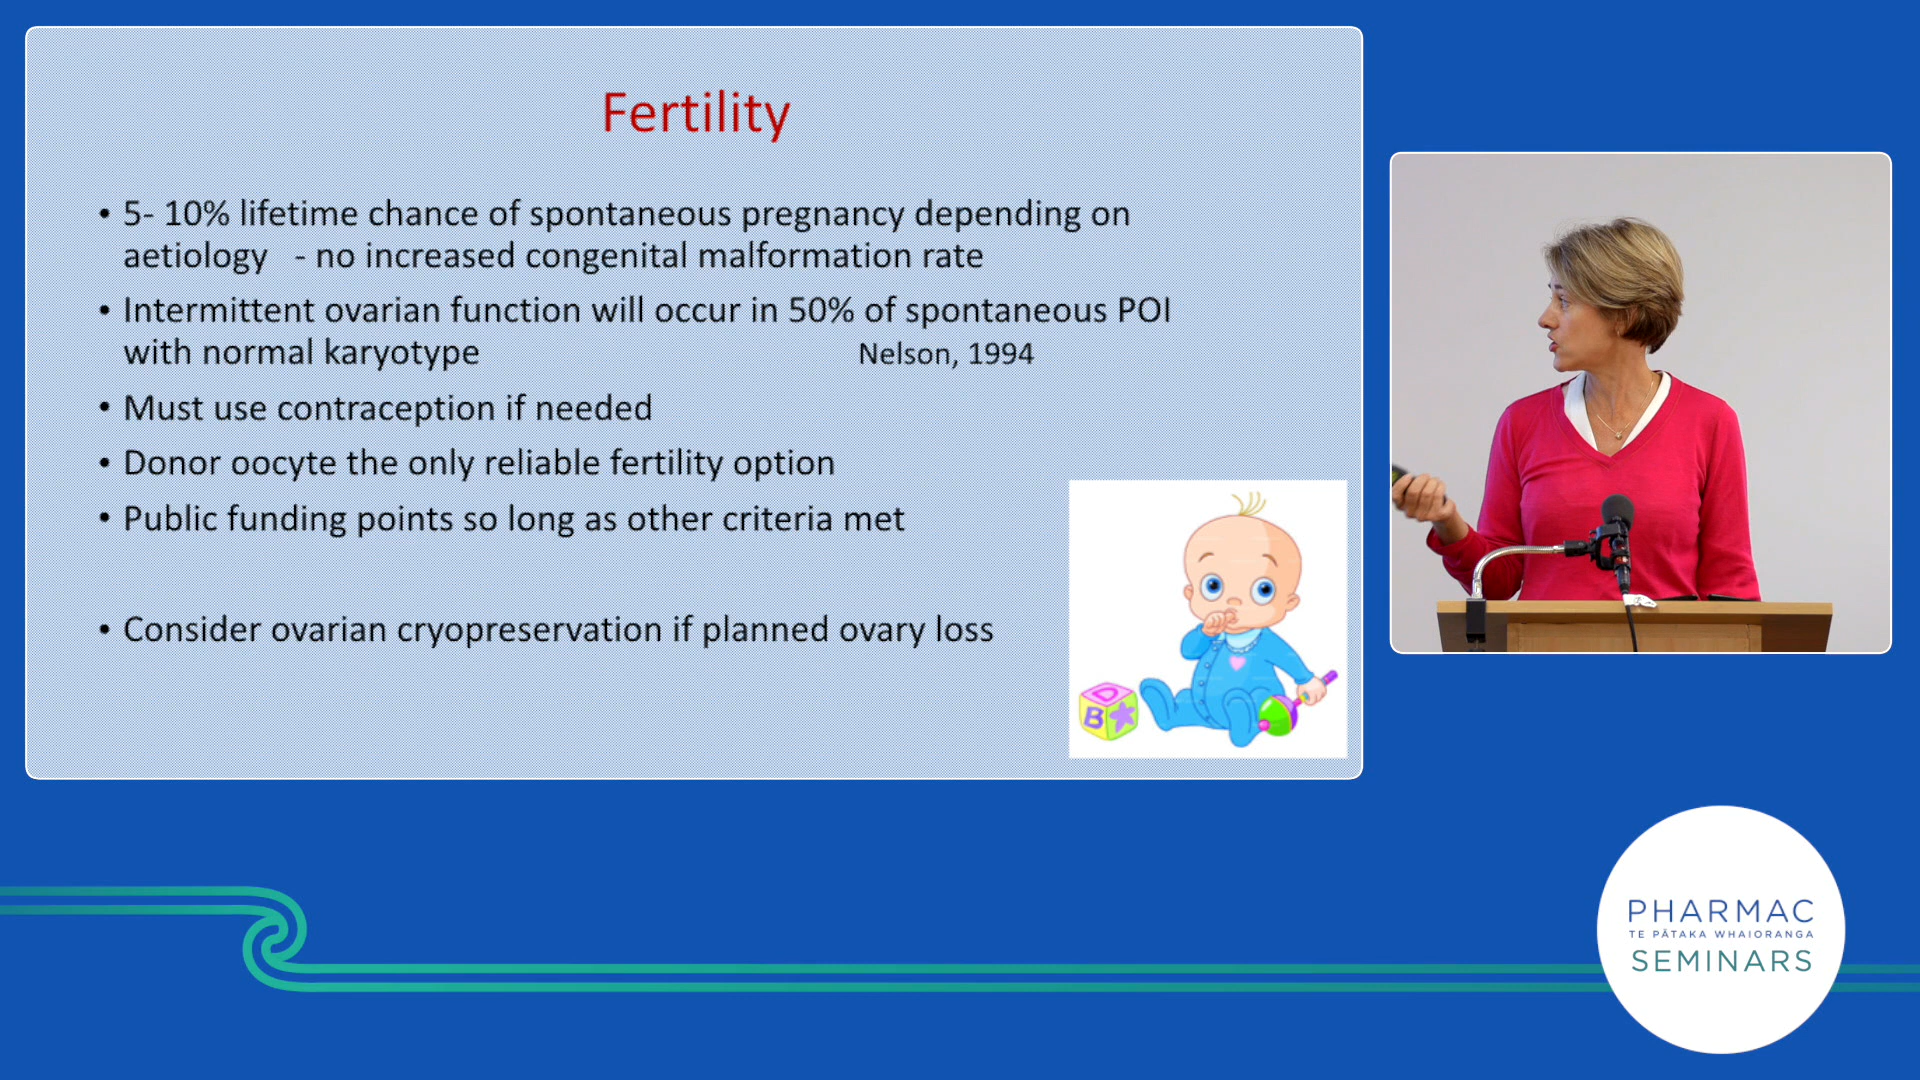 Fertility
• 5- 10% lifetime chance of spontaneous pregnancy depending on
aetiology - no increased congenital malformation rate
• Intermittent ovarian function will occur in 50% of spontaneous POI
with normal karyotype Nelson, 1994
• Must use contraception if needed
• Donor oocyte the only reliable fertility option
• Public funding points so long as other criteria met
• Consider ovarian cryopreservation if planned ovary loss
D
B
PHARMAC
TE PĀTAKA WHAIORANGA
SEMINARS